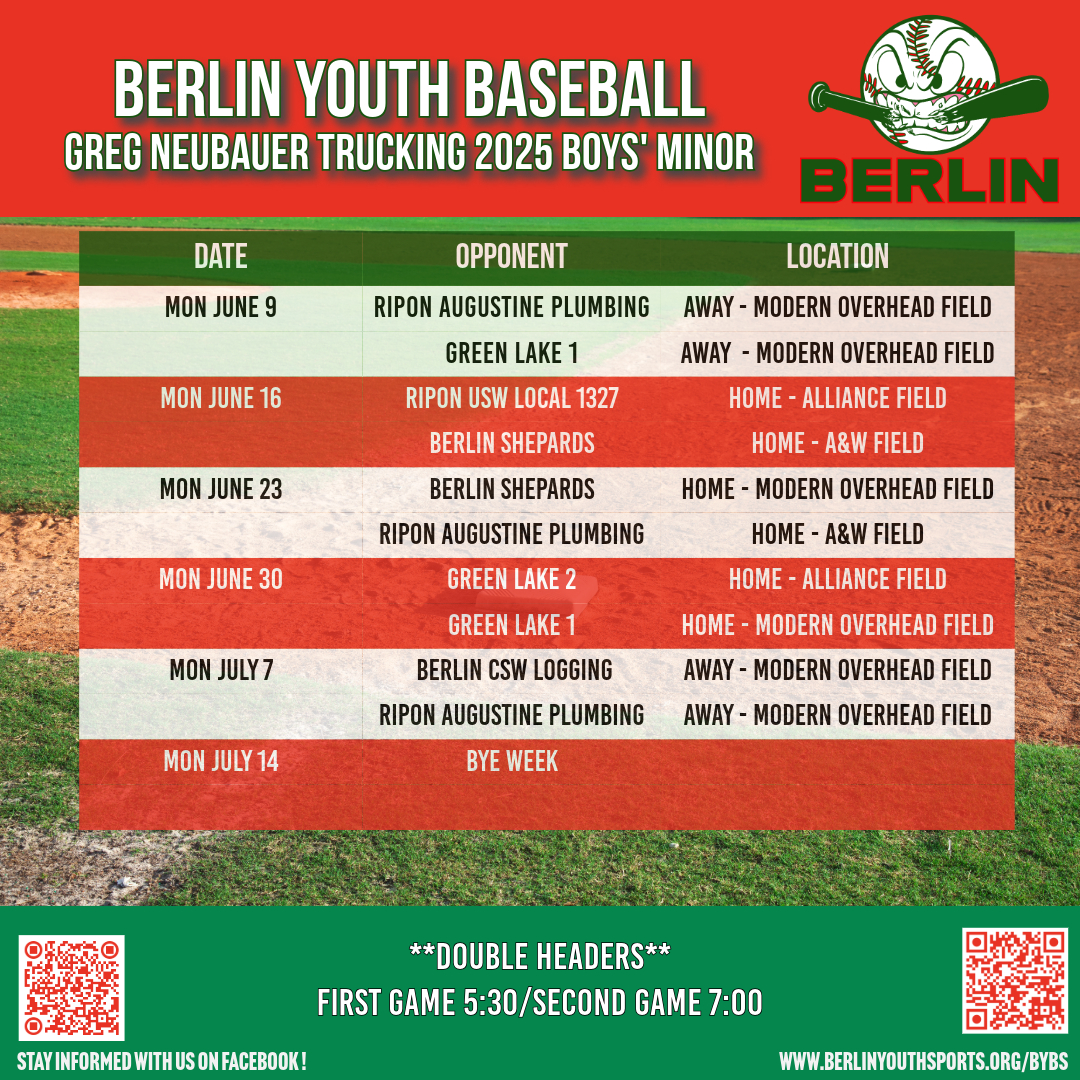 BERLIN YOUTH BASEBALL
GREG NEUBAUER TRUCKING 2025 BOYS' MINOR
BERLIN
DATE OPPONENT LOCATION
MON JUNE 9 RIPON AUGUSTINE PLUMBING AWAY - MODERN OVERHEAD FIELD
GREEN LAKE 1 AWAY - MODERN OVERHEAD FIELD
MON JUNE 16 RIPON USW LOCAL 1327 HOME - ALLIANCE FIELD
BERLIN SHEPARDS HOME - A&W FIELD
MON JUNE 23 BERLIN SHEPARDS HOME - MODERN OVERHEAD FIELD
RIPON AUGUSTINE PLUMBING HOME - A&W FIELD
MON JUNE 30 GREEN LAKE 2 HOME - ALLIANCE FIELD
GREEN LAKE 1 HOME - MODERN OVERHEAD FIELD
MON JULY 7 BERLIN CSW LOGGING AWAY - MODERN OVERHEAD FIELD
RIPON AUGUSTINE PLUMBING AWAY - MODERN OVERHEAD FIELD
MON JULY 14 BYE WEEK
**DOUBLE HEADERS**
FIRST GAME 5:30/SECOND GAME 7:00
STAY INFORMED WITH US ON FACEBOOK !
WWW.BERLINYOUTHSPORTS.ORG/BYBS